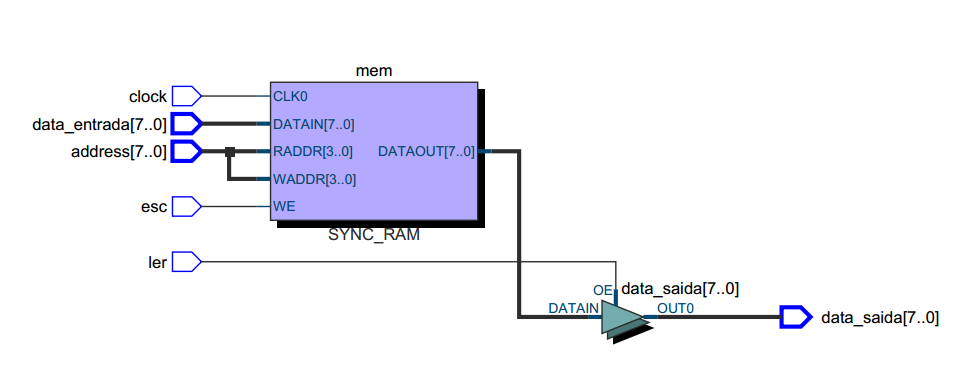 mem
clock
CLK0
data_entrada[7..0]
DATAIN[7..0]
address[7..0]
RADDR[3..0]
DATAOUT[7..0]
WADDR[3..0]
esc
WE
SYNC_RAM
ler
OE
data_saida[7..0]
DATAIN
OUT0
data_saida[7..0]